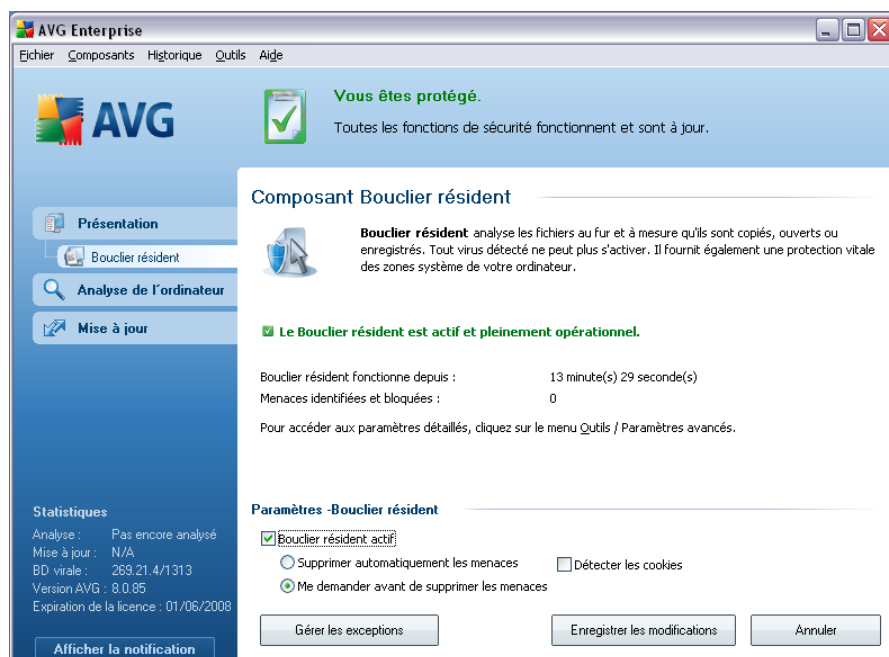 AVG Enterprise
Fichier Composants Historique Outils Aide
AVG
Vous êtes protégé.
Toutes les fonctions de sécurité fonctionnent et sont à jour.
Présentation
Bouclier résident
Analyse de l'ordinateur
Mise à jour
Composant Bouclier résident
Bouclier résident analyse les fichiers au fur et à mesure qu'ils sont copiés, ouverts ou
enregistrés. Tout virus détecté ne peut plus s'activer. Il fournit également une protection vitale
des zones système de votre ordinateur.
Le Bouclier résident est actif et pleinement opérationnel.
Bouclier résident fonctionne depuis : 13 minute(s) 29 seconde(s)
Menaces identifiées et bloquées : 0
Pour accéder aux paramètres détaillés, cliquez sur le menu Outils / Paramètres avancés.
Statistiques
Analyse : Pas encore analysé
Mise à jour : N/A
BD virale : 269.21.4/1313
Version AVG : 8.0.85
Expiration de la licence : 01/06/2008
Afficher la notification
Paramètres -Bouclier résident
Bouclier résident actif
Supprimer automatiquement les menaces
Détecter les cookies
Me demander avant de supprimer les menaces
Gérer les exceptions
Enregistrer les modifications
Annuler